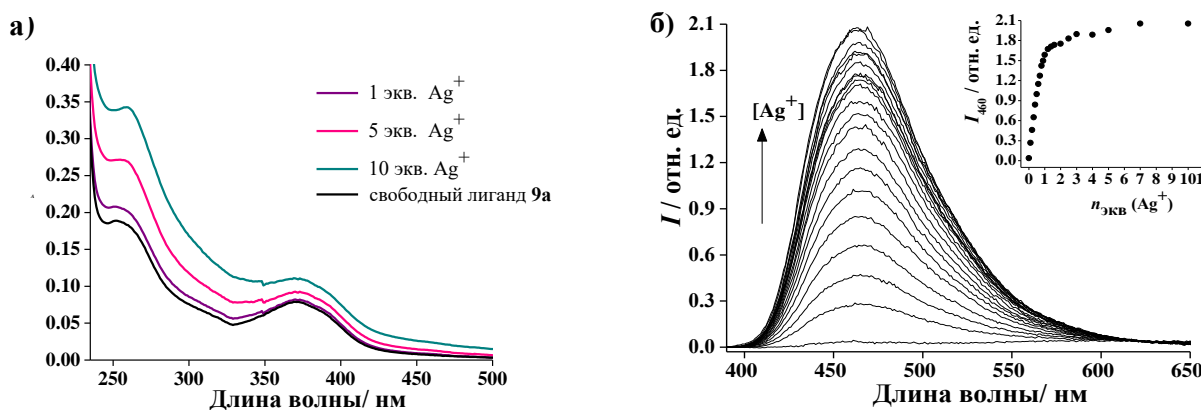 а)
0.40
0.35
0.30
0.25
0.20
0.15
0.10
0.05
0.00
250 300 350 400 450 500
Длина волны/ нм
1 экв. Ag+
5 экв. Ag+
10 экв. Ag+
свободный лиганд 9а
б)
I / отн. ед.
2.1
1.8
1.5
1.2
0.9
0.6
0.3
0.0
400 450 500 550 600 650
Длина волны/ нм
[Ag+]
I460 / отн. ед.
2.1
1.8
1.5
1.2
0.9
0.6
0.3
0.0
0 1 2 3 4 5 6 7 8 9 10 1
nэкв (Ag+)